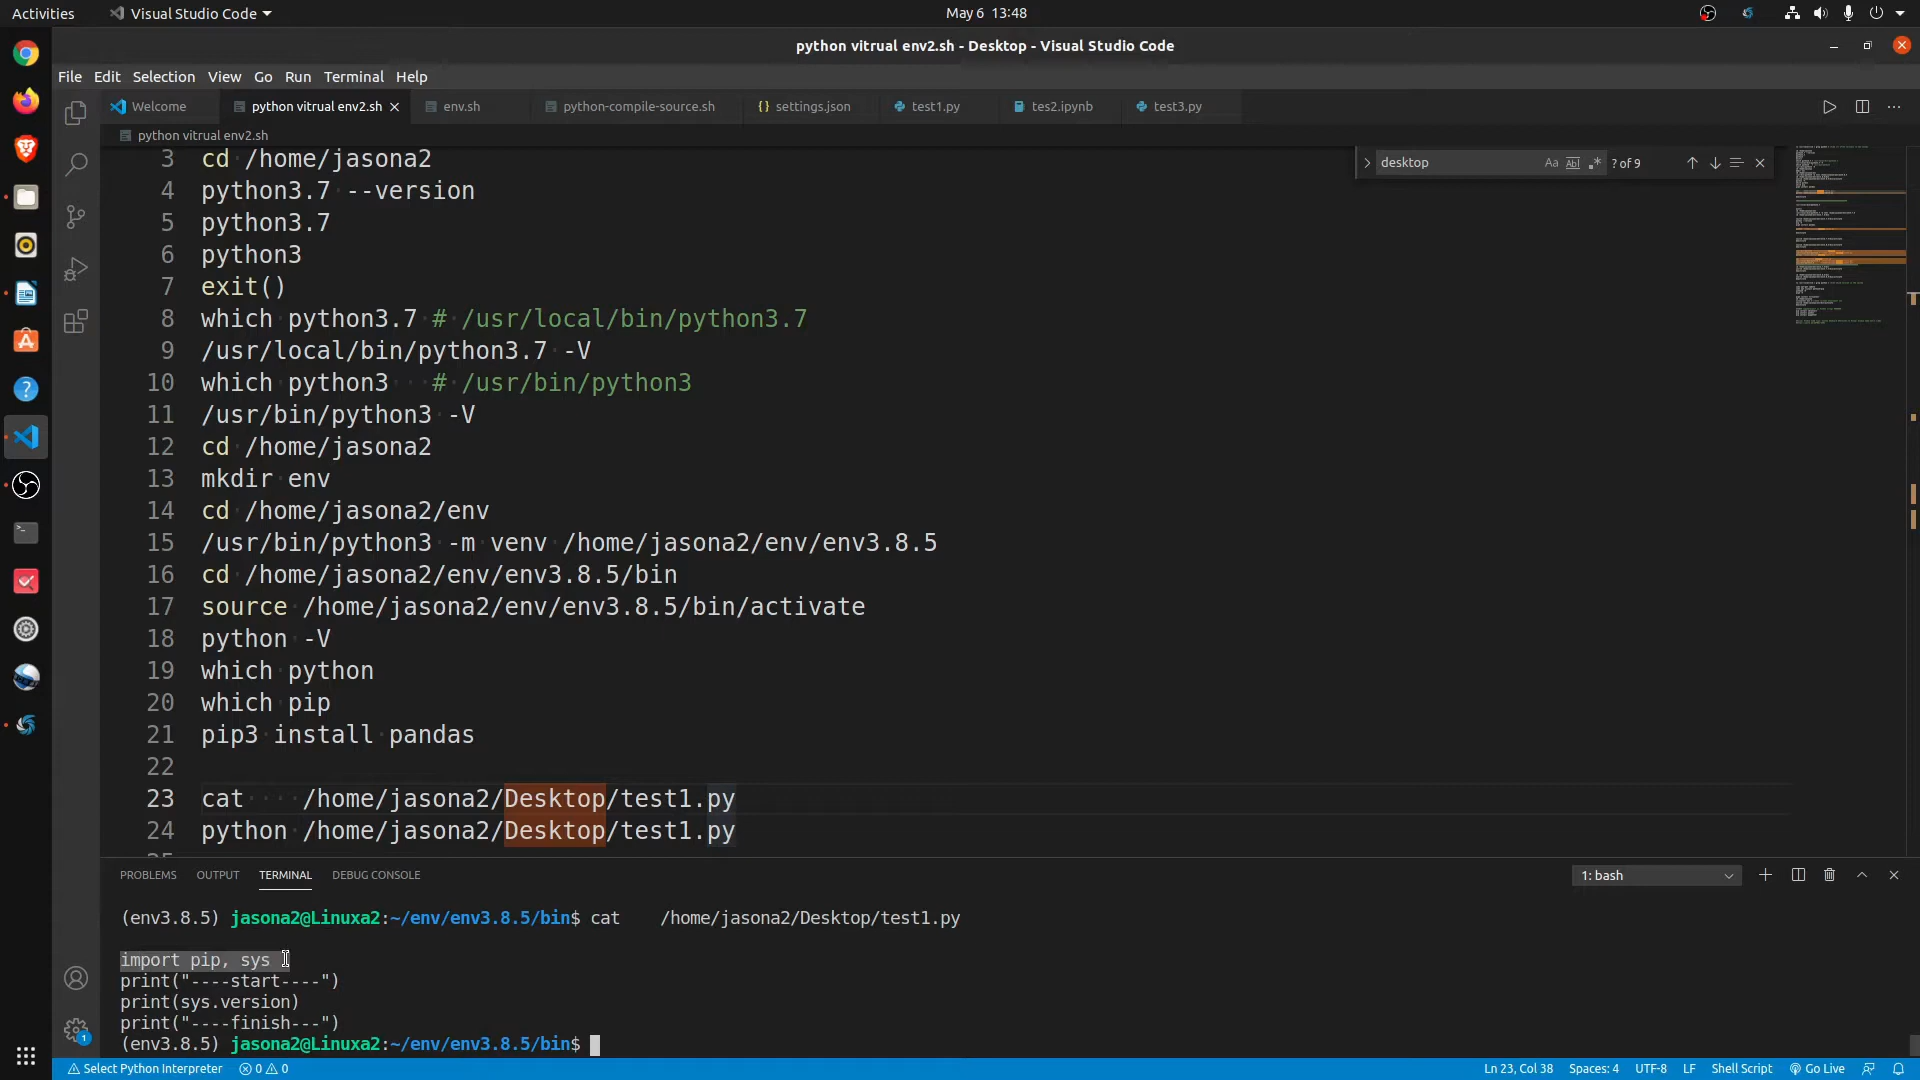 Activities
Visual Studio Code
May 6 13:48
python vitrual env2.sh - Desktop - Visual Studio Code
File Edit Selection View Go Run Terminal Help
Welcome
python vitrual env2.sh
env.sh
python-compile-source.sh
settings.json
test1.py
tes2.ipynb
test3.py
python vitrual env2.sh
desktop
Aa
Ab
? of 9
3 cd /home/jasona2
4 python3.7 --version
5 python3.7
6 python3
7 exit()
8 which python3.7 # /usr/local/bin/python3.7
9 /usr/local/bin/python3.7 -V
10 which python3 # /usr/bin/python3
11 /usr/bin/python3 -V
12 cd /home/jasona2
13 mkdir env
14 cd /home/jasona2/env
15 /usr/bin/python3 -m venv /home/jasona2/env/env3.8.5
16 cd /home/jasona2/env/env3.8.5/bin
17 source /home/jasona2/env/env3.8.5/bin/activate
18 python -V
19 which python
20 which pip
21 pip3 install pandas
22
23 cat /home/jasona2/Desktop/test1.py
24 python /home/jasona2/Desktop/test1.py
PROBLEMS OUTPUT TERMINAL DEBUG CONSOLE
1: bash
(env3.8.5) jasona2@Linuxa2:~/env/env3.8.5/bin$ cat /home/jasona2/Desktop/test1.py
import pip, sys
print("----start----")
print(sys.version)
print("----finish---")
(env3.8.5) jasona2@Linuxa2:~/env/env3.8.5/bin$
1
Select Python Interpreter
0
0
Ln 23, Col 38
Spaces: 4
UTF-8
LF
Shell Script
Go Live